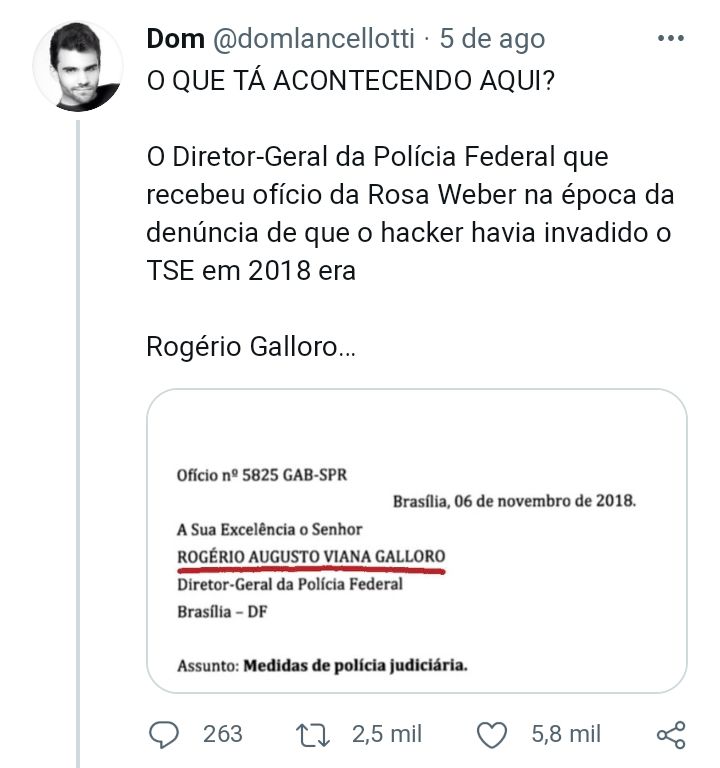 Dom @domlancellotti · 5 de ago
O QUE TÁ ACONTECENDO AQUI?
O Diretor-Geral da Polícia Federal que
recebeu ofício da Rosa Weber na época da
denúncia de que o hacker havia invadido o
TSE em 2018 era
Rogério Galloro...
Ofício nº 5825 GAB-SPR
Brasília, 06 de novembro de 2018.
A Sua Excelência o Senhor
ROGÉRIO AUGUSTO VIANA GALLORO
Diretor-Geral da Polícia Federal
Brasília – DF
Assunto: Medidas de polícia judiciária.
263 2,5 mil 5,8 mil